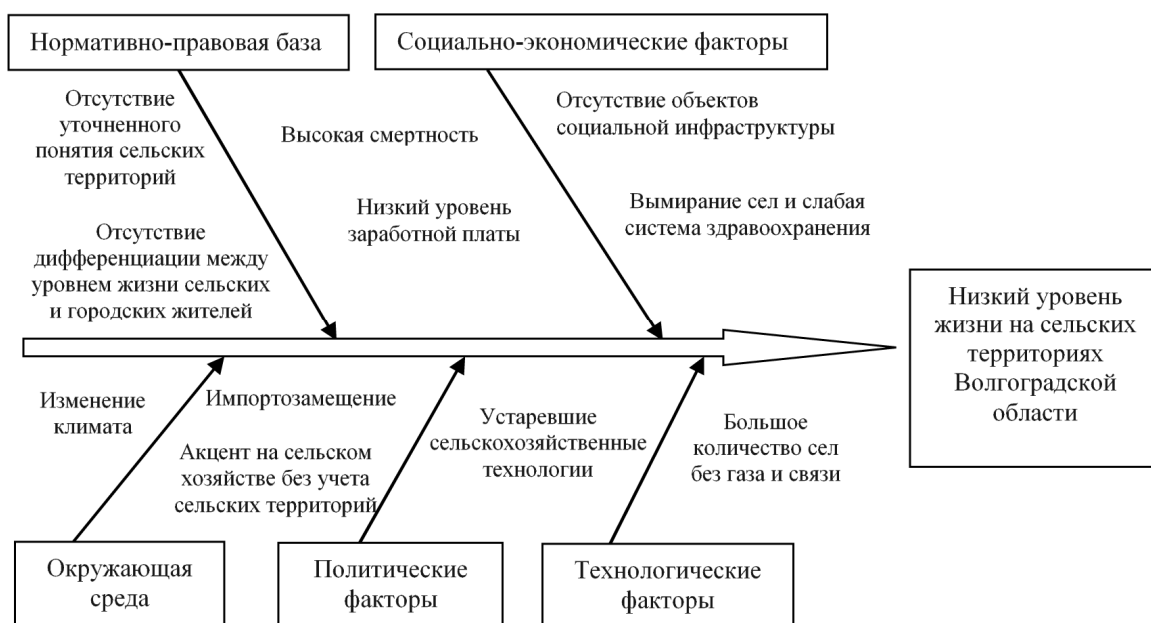 Нормативно-правовая база
Социально-экономические факторы
Отсутствие
уточненного
понятия сельских
территорий
Отсутствие
дифференциации между
уровнем жизни сельских
и городских жителей
Высокая смертность
Низкий уровень
заработной платы
Отсутствие объектов
социальной инфраструктуры
Вымирание сел и слабая
система здравоохранения
Низкий уровень
жизни на сельских
территориях
Волгоградской
области
Изменение
климата
Импортозамещение
Акцент на сельском
хозяйстве без учета
сельских территорий
Устаревшие
сельскохозяйственные
технологии
Большое
количество сел
без газа и связи
Окружающая
среда
Политические
факторы
Технологические
факторы